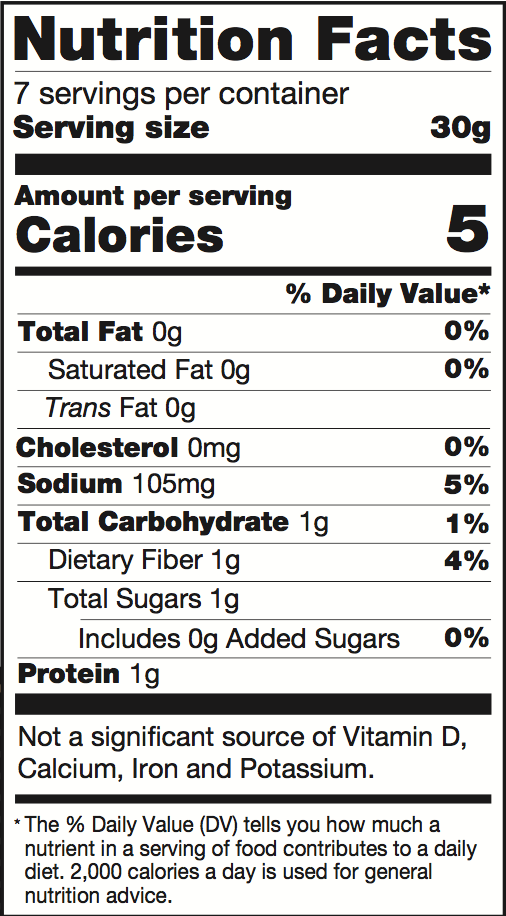 Nutrition Facts
7 servings per container
Serving size 30g
Amount per serving
Calories 5
% Daily Value*
Total Fat 0g 0%
Saturated Fat 0g 0%
Trans Fat 0g
Cholesterol 0mg 0%
Sodium 105mg 5%
Total Carbohydrate 1g 1%
Dietary Fiber 1g 4%
Total Sugars 1g
Includes 0g Added Sugars 0%
Protein 1g
Not a significant source of Vitamin D,
Calcium, Iron and Potassium.
* The % Daily Value (DV) tells you how much a
nutrient in a serving of food contributes to a daily
diet. 2,000 calories a day is used for general
nutrition advice.